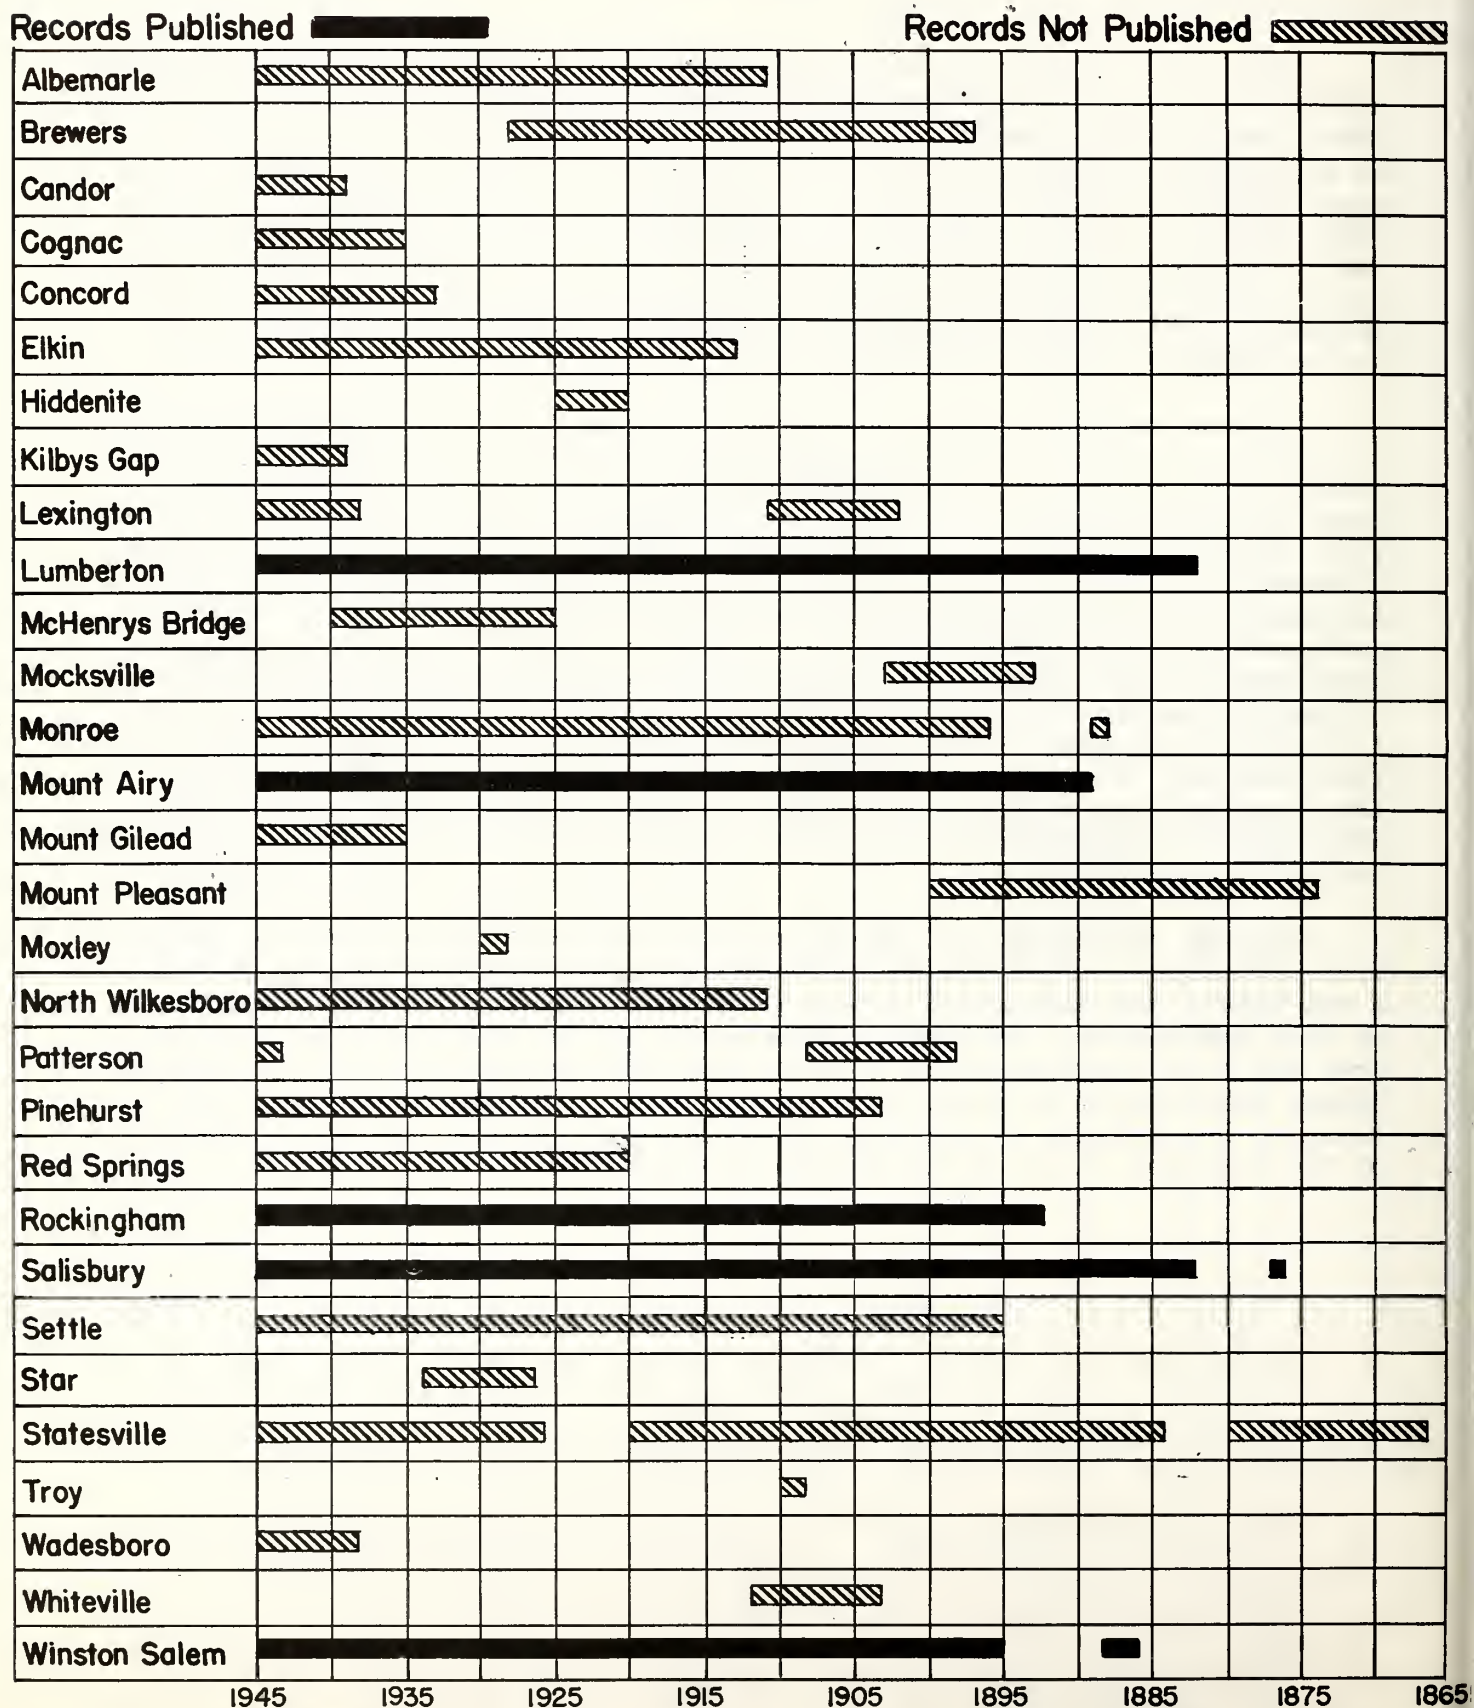 Records Published Records Not Published
Albemarle
Brewers
Candor
Cognac
Concord
Elkin
Hiddenite
Kilbys Gap
Lexington
Lumberton
McHenrys Bridge
Mocksville
Monroe
Mount Airy
Mount Gilead
Mount Pleasant
Moxley
North Wilkesboro
Patterson
Pinehurst
Red Springs
Rockingham
Salisbury
Settle
Star
Statesville
Troy
Wadesboro
Whiteville
Winston Salem
1945 1935 1925 1915 1905 1895 1885 1875 1865